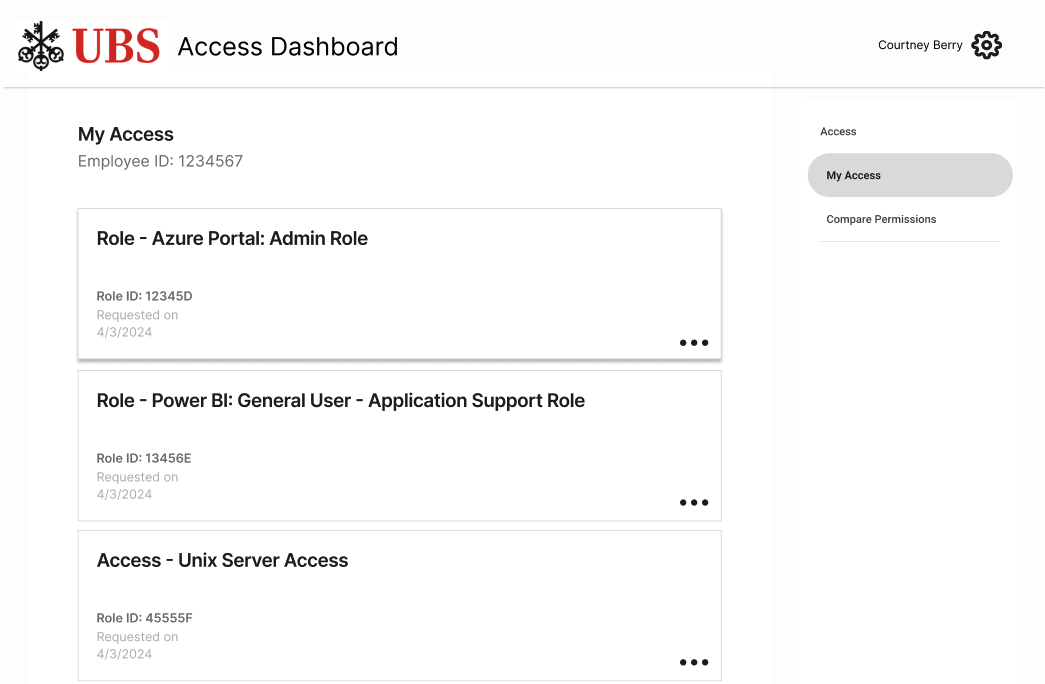 UBS Access Dashboard
Courtney Berry
My Access
Employee ID: 1234567
Role - Azure Portal: Admin Role
Role ID: 12345D
Requested on
4/3/2024
Role - Power BI: General User - Application Support Role
Role ID: 13456E
Requested on
4/3/2024
Access - Unix Server Access
Role ID: 45555F
Requested on
4/3/2024
Access
My Access
Compare Permissions